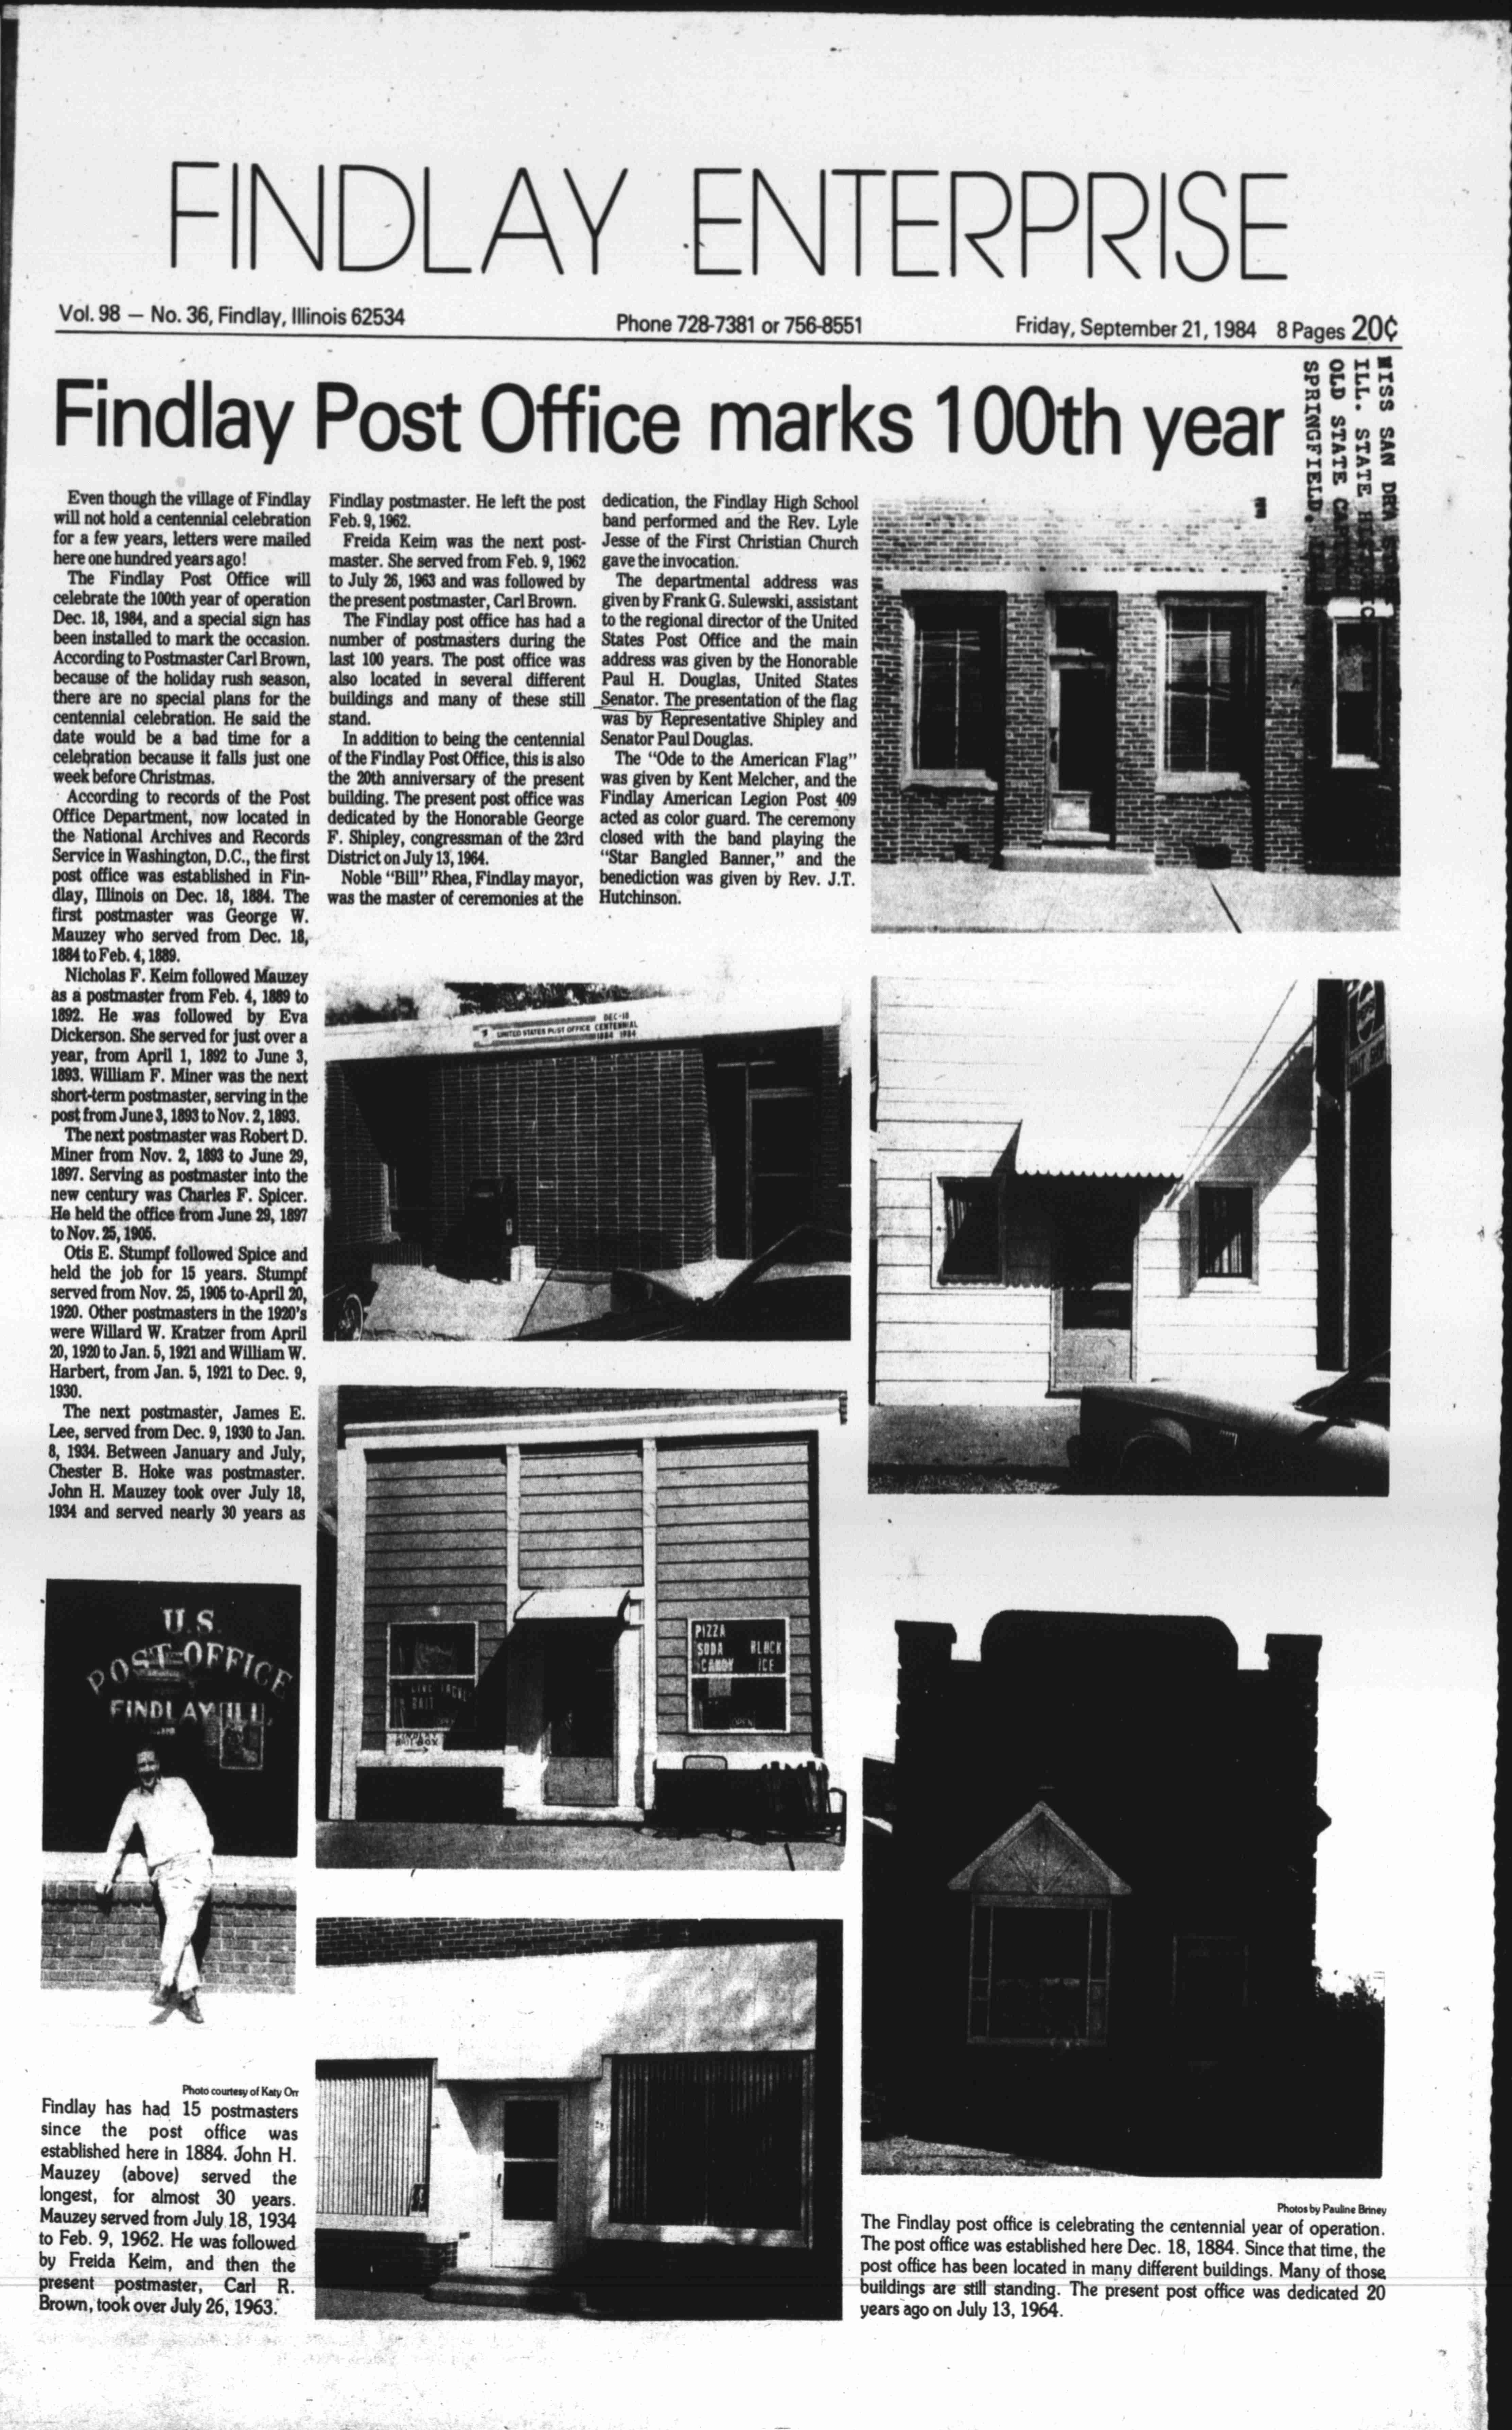 FINDLAY ENTERPRISE
Vol. 98 — No. 36, Findlay, Illinois 62534
Phone 728-7381 or 756-8551
Friday, September 21, 1984 8 Pages 20¢
Findlay Post Office marks 100th year
MISS SAN
ILL. STATE
OLD STATE
SPRINGFIELD.
Even though the village of Findlay
will not hold a centennial celebration
for a few years, letters were mailed
here one hundred years ago!
The Findlay Post Office will
celebrate the 100th year of operation
Dec. 18, 1984, and a special sign has
been installed to mark the occasion.
According to Postmaster Carl Brown,
because of the holiday rush season,
there are no special plans for the
centennial celebration. He said the
date would be a bad time for a
celebration because it falls just one
week before Christmas.
According to records of the Post
Office Department, now located in
the National Archives and Records
Service in Washington, D.C., the first
post office was established in Fin-
dlay, Illinois on Dec. 18, 1884. The
first postmaster was George W.
Mauzey who served from Dec. 18,
1884 to Feb. 4, 1889.
Nicholas F. Keim followed Mauzey
as a postmaster from Feb. 4, 1889 to
1892. He was followed by Eva
Dickerson. She served for just over a
year, from April 1, 1892 to June 3,
1893. William F. Miner was the next
short-term postmaster, serving in the
post from June 3, 1893 to Nov. 2, 1893.
The next postmaster was Robert D.
Miner from Nov. 2, 1893 to June 29,
1897. Serving as postmaster into the
new century was Charles F. Spicer.
He held the office from June 29, 1897
to Nov. 25, 1905.
Otis E. Stumpf followed Spice and
held the job for 15 years. Stumpf
served from Nov. 25, 1905 to April 20,
1920. Other postmasters in the 1920's
were Willard W. Kratzer from April
20, 1920 to Jan. 5, 1921 and William W.
Harbert, from Jan. 5, 1921 to Dec. 9,
1930.
The next postmaster, James E.
Lee, served from Dec. 9, 1930 to Jan.
8, 1934. Between January and July,
Chester B. Hoke was postmaster.
John H. Mauzey took over July 18,
1934 and served nearly 30 years as
Findlay postmaster. He left the post
Feb. 9, 1962.
Freida Keim was the next post-
master. She served from Feb. 9, 1962
to July 26, 1963 and was followed by
the present postmaster, Carl Brown.
The Findlay post office has had a
number of postmasters during the
last 100 years. The post office was
also located in several different
buildings and many of these still
stand.
In addition to being the centennial
of the Findlay Post Office, this is also
the 20th anniversary of the present
building. The present post office was
dedicated by the Honorable George
F. Shipley, congressman of the 23rd
District on July 13, 1964.
Noble "Bill" Rhea, Findlay mayor,
was the master of ceremonies at the
dedication, the Findlay High School
band performed and the Rev. Lyle
Jesse of the First Christian Church
gave the invocation.
The departmental address was
given by Frank G. Sulewski, assistant
to the regional director of the United
States Post Office and the main
address was given by the Honorable
Paul H. Douglas, United States
Senator. The presentation of the flag
was by Representative Shipley and
Senator Paul Douglas.
The "Ode to the American Flag"
was given by Kent Melcher, and the
Findlay American Legion Post 409
acted as color guard. The ceremony
closed with the band playing the
"Star Bangled Banner," and the
benediction was given by Rev. J.T.
Hutchinson.
DEC-18
UNITED STATES POST OFFICE CENTENNIAL
1884 1984
PIZZA
SODA BLOCK
CANDY ICE
BAIT
U.S.
POST OFFICE
FINDLAY ILL.
Photo courtesy of Katy Orr
Findlay has had 15 postmasters
since the post office was
established here in 1884. John H.
Mauzey (above) served the
longest, for almost 30 years.
Mauzey served from July 18, 1934
to Feb. 9, 1962. He was followed
by Freida Keim, and then the
present postmaster, Carl R.
Brown, took over July 26, 1963.
Photos by Pauline Briney
The Findlay post office is celebrating the centennial year of operation.
The post office was established here Dec. 18, 1884. Since that time, the
post office has been located in many different buildings. Many of those
buildings are still standing. The present post office was dedicated 20
years ago on July 13, 1964.